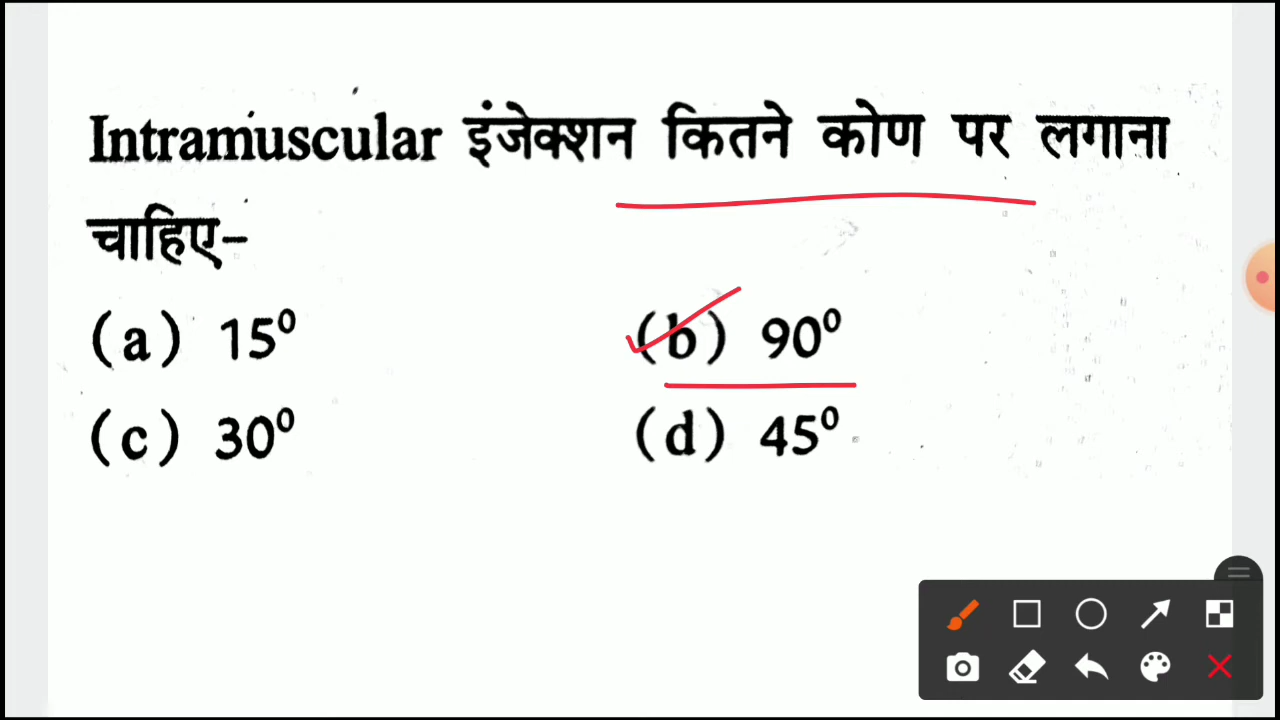 Intramuscular इंजेक्शन कितने कोण पर लगाना
चाहिए-
(a) 15⁰ (b) 90⁰
(c) 30⁰ (d) 45⁰